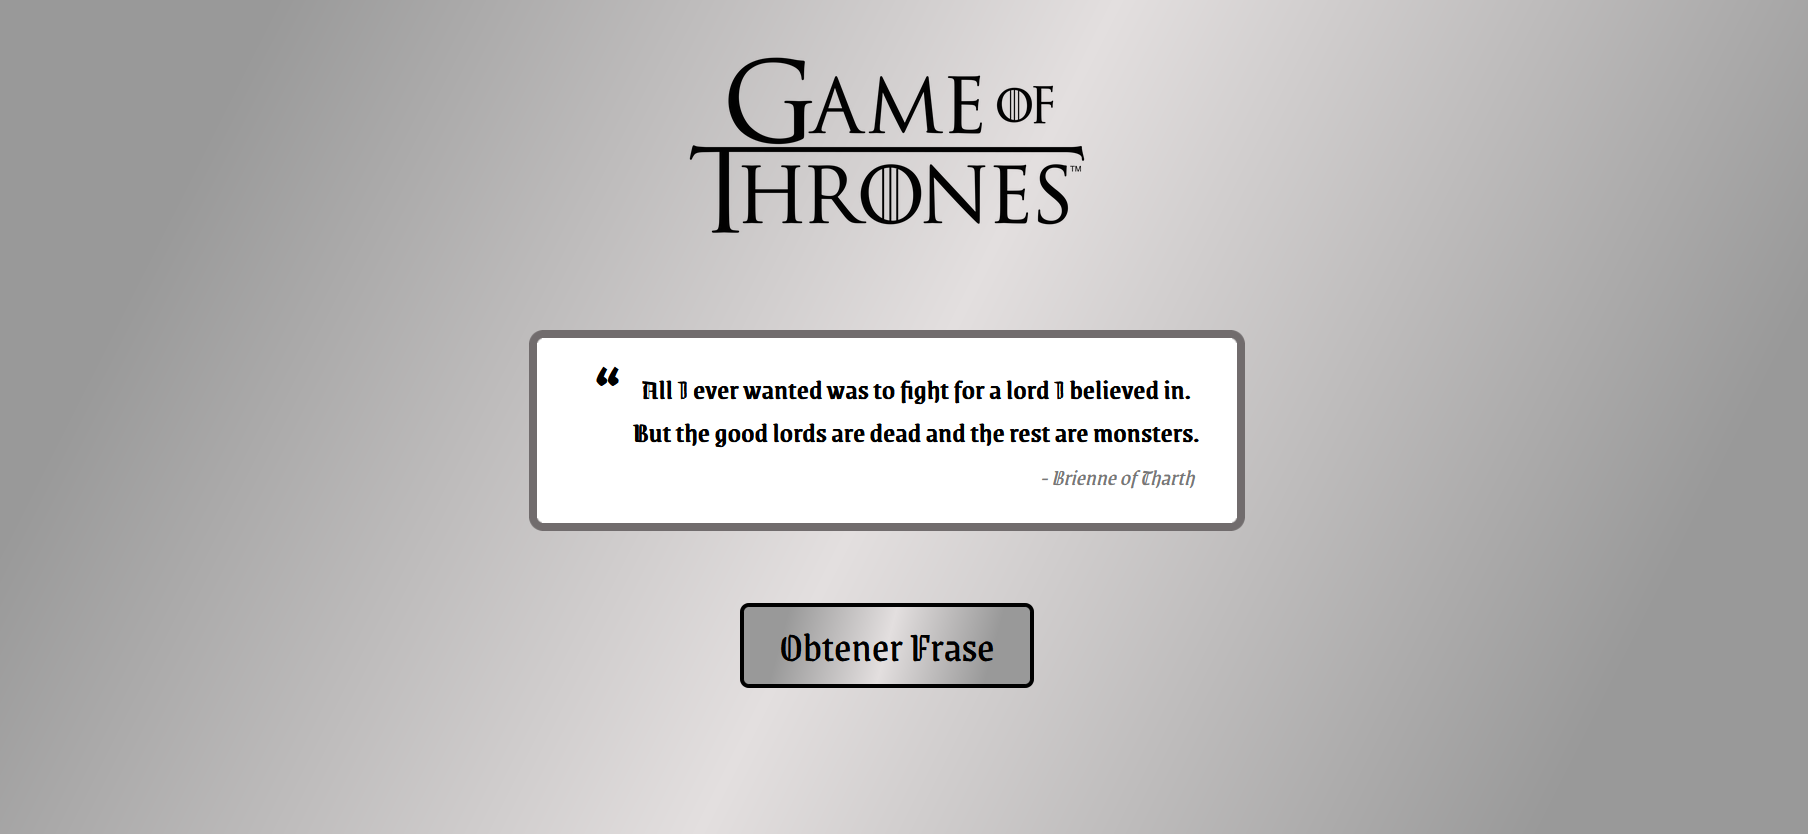 GAME OF
THRONES™
“ All I ever wanted was to fight for a lord I believed in.
But the good lords are dead and the rest are monsters.
- Brienne of Tharth
Obtener Frase